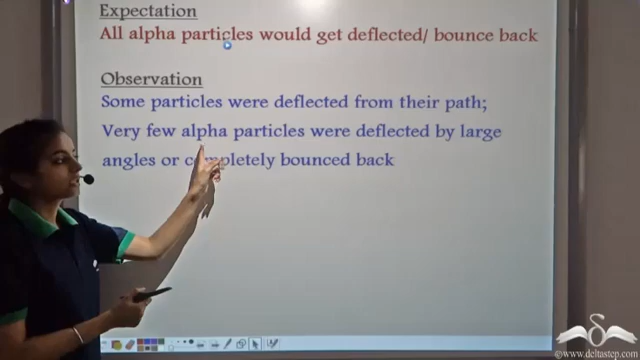 Expectation
All alpha particles would get deflected/ bounce back
Observation
Some particles were deflected from their path;
Very few alpha particles were deflected by large
angles or completely bounced back
©www.deltastep.com